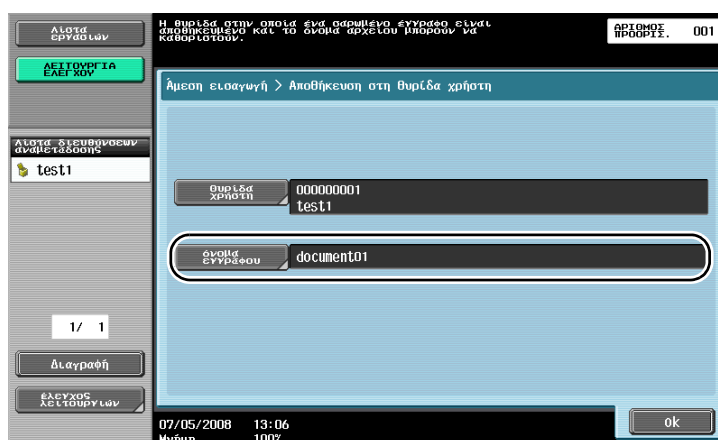 Λίστα
εργασιών
Η θυρίδα στην οποία ένα σαρωμένο έγγραφο είναι
αποθηκευμένο και το όνομα αρχείου μπορούν να
καθοριστούν.
ΑΡΙΘΜΟΣ
ΠΡΟΟΡΙΣ.
001
ΛΕΙΤΟΥΡΓΙΑ
ΕΛΕΓΧΟΥ
Άμεση εισαγωγή > Αποθήκευση στη θυρίδα χρήστη
Λίστα διευθύνσεων
αναμετάδοσης
test1
θυρίδα
χρήστη
000000001
test1
όνομα
εγγράφου
document01
1/ 1
Διαγραφή
έλεγχος
λειτουργιών
07/05/2008 13:06
Μνήμη 100%
ok